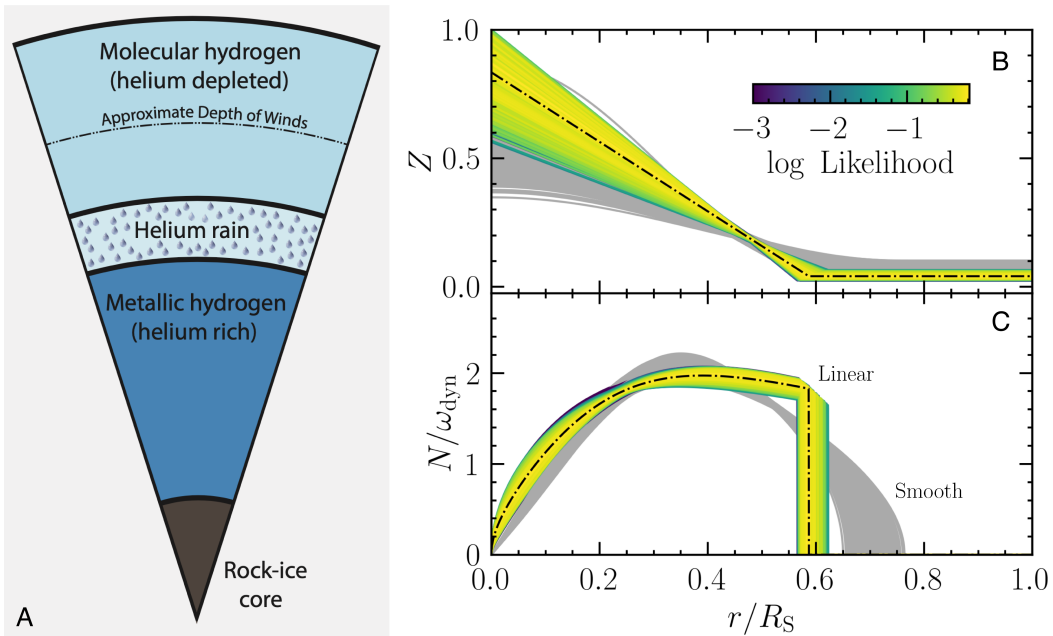 Molecular hydrogen
(helium depleted)
Approximate Depth of Winds
Helium rain
Metallic hydrogen
(helium rich)
Rock-ice
core
A
B
1.0
0.5
0.0
Z
−3 −2 −1
log Likelihood
C
2
1
0
N/ω_dyn
Linear
Smooth
0.0 0.2 0.4 0.6 0.8 1.0
r/R_S